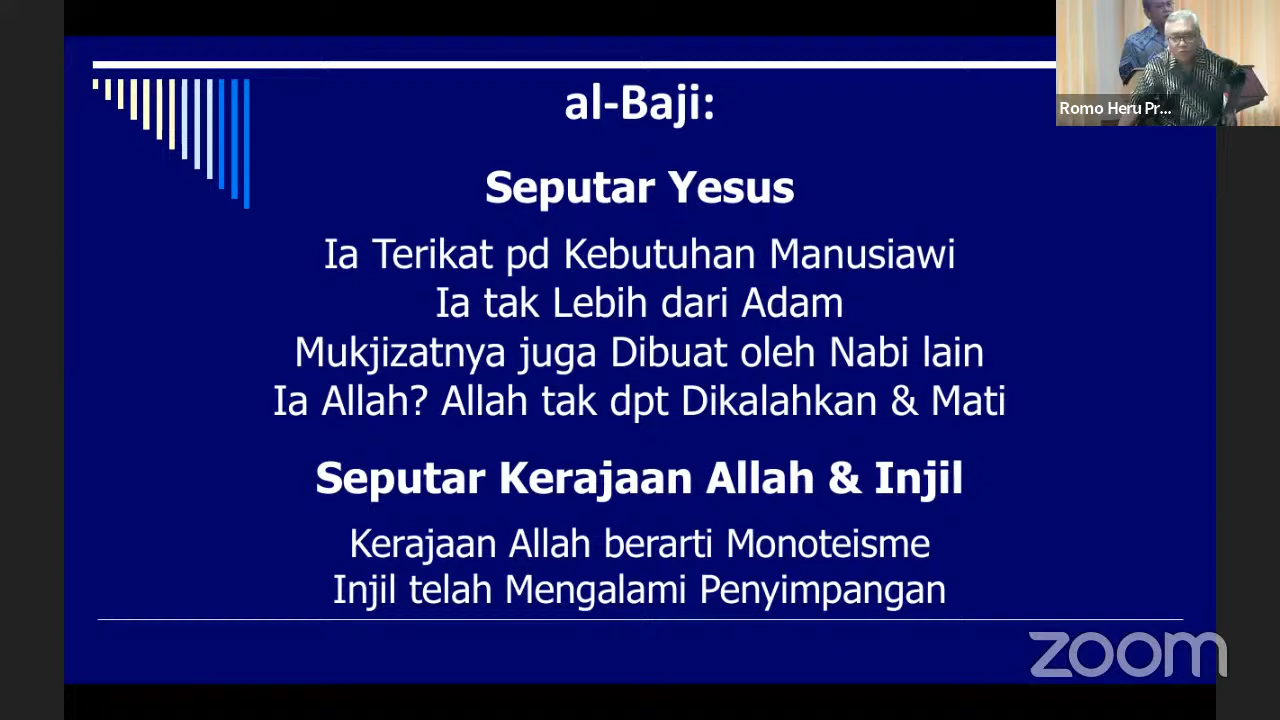 al-Baji:
Seputar Yesus
Ia Terikat pd Kebutuhan Manusiawi
Ia tak Lebih dari Adam
Mukjizatnya juga Dibuat oleh Nabi lain
Ia Allah? Allah tak dpt Dikalahkan & Mati
Seputar Kerajaan Allah & Injil
Kerajaan Allah berarti Monoteisme
Injil telah Mengalami Penyimpangan
Romo Heru Pr...
zoom